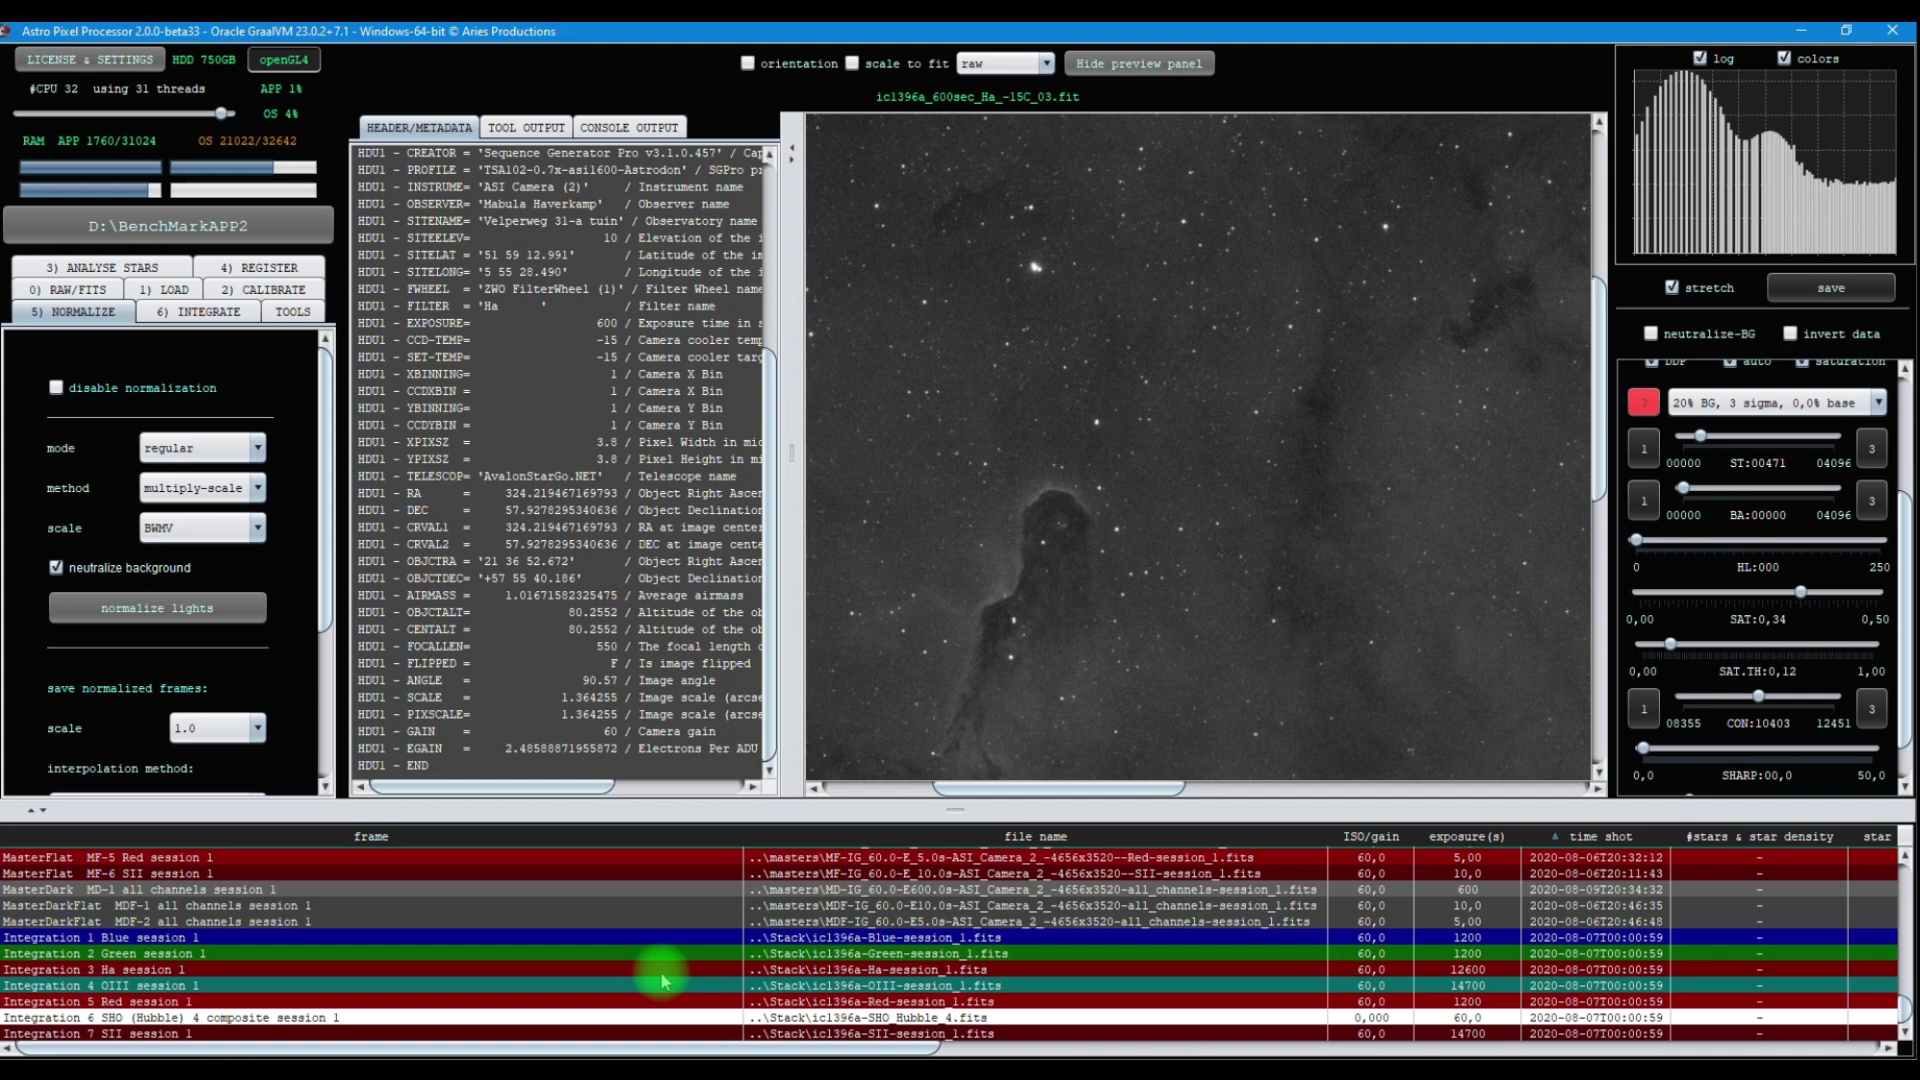 Astro Pixel Processor 2.0.0-beta33 - Oracle GraalVM 23.0.2+7.1 - Windows-64-bit © Aries Productions
LICENSE & SETTINGS HDD 750GB openGL4
#CPU 32 using 31 threads APP 1%
OS 4%
RAM APP 1760/31024 OS 21022/32642
D:\BenchMarkAPP2
3) ANALYSE STARS 4) REGISTER
0) RAW/FITS 1) LOAD 2) CALIBRATE
5) NORMALIZE 6) INTEGRATE TOOLS
disable normalization
mode regular
method multiply-scale
scale BWMV
neutralize background
normalize lights
save normalized frames:
scale 1.0
interpolation method:
orientation scale to fit raw Hide preview panel
ic1396a_600sec_Ha_-15C_03.fit
HEADER/METADATA TOOL OUTPUT CONSOLE OUTPUT
HDU1 - CREATOR = 'Sequence Generator Pro v3.1.0.457' / Cap
HDU1 - PROFILE = 'TSA102-0.7x-asi1600-Astrodon' / SGPro pr
HDU1 - INSTRUME= 'ASI Camera (2)' / Instrument name
HDU1 - OBSERVER= 'Mabula Haverkamp' / Observer name
HDU1 - SITENAME= 'Velperweg 31-a tuin' / Observatory name
HDU1 - SITEELEV= 10 / Elevation of the i
HDU1 - SITELAT = '51 59 12.991' / Latitude of the im
HDU1 - SITELONG= '5 55 28.490' / Longitude of the i
HDU1 - FWHEEL = 'ZWO FilterWheel (1)' / Filter Wheel name
HDU1 - FILTER = 'Ha ' / Filter name
HDU1 - EXPOSURE= 600 / Exposure time in s
HDU1 - CCD-TEMP= -15 / Camera cooler temp
HDU1 - SET-TEMP= -15 / Camera cooler targ
HDU1 - XBINNING= 1 / Camera X Bin
HDU1 - CCDXBIN = 1 / Camera X Bin
HDU1 - YBINNING= 1 / Camera Y Bin
HDU1 - CCDYBIN = 1 / Camera Y Bin
HDU1 - XPIXSZ = 3.8 / Pixel Width in mic
HDU1 - YPIXSZ = 3.8 / Pixel Height in mi
HDU1 - TELESCOP= 'AvalonStarGo.NET' / Telescope name
HDU1 - RA = 324.219467169793 / Object Right Ascen
HDU1 - DEC = 57.9278295340636 / Object Declination
HDU1 - CRVAL1 = 324.219467169793 / RA at image center
HDU1 - CRVAL2 = 57.9278295340636 / DEC at image cente
HDU1 - OBJCTRA = '21 36 52.672' / Object Right Ascen
HDU1 - OBJCTDEC= '+57 55 40.186' / Object Declination
HDU1 - AIRMASS = 1.01671582325475 / Average airmass
HDU1 - OBJCTALT= 80.2552 / Altitude of the ob
HDU1 - CENTALT = 80.2552 / Altitude of the ob
HDU1 - FOCALLEN= 550 / The focal length o
HDU1 - FLIPPED = F / Is image flipped
HDU1 - ANGLE = 90.57 / Image angle
HDU1 - SCALE = 1.364255 / Image scale (arcse
HDU1 - PIXSCALE= 1.364255 / Image scale (arcse
HDU1 - GAIN = 60 / Camera gain
HDU1 - EGAIN = 2.48588871955872 / Electrons Per ADU
HDU1 - END
log colors
stretch save
neutralize-BG invert data
DDP auto saturation
? 20% BG, 3 sigma, 0,0% base
1 3
00000 ST:00471 04096
1 3
00000 BA:00000 04096
0 HL:000 250
0,00 SAT:0,34 0,50
0,00 SAT.TH:0,12 1,00
1 3
08355 CON:10403 12451
0,0 SHARP:00,0 50,0
frame file name ISO/gain exposure(s) time shot #stars & star density star
MasterFlat MF-5 Red session 1 ..\masters\MF-IG_60.0-E_5.0s-ASI_Camera_2_-4656x3520--Red-session_1.fits 60,0 5,00 2020-08-06T20:32:12 -
MasterFlat MF-6 SII session 1 ..\masters\MF-IG_60.0-E_10.0s-ASI_Camera_2_-4656x3520--SII-session_1.fits 60,0 10,0 2020-08-06T20:11:43 -
MasterDark MD-1 all channels session 1 ..\masters\MD-IG_60.0-E600.0s-ASI_Camera_2_-4656x3520-all_channels-session_1.fits 60,0 600 2020-08-09T20:34:32 -
MasterDarkFlat MDF-1 all channels session 1 ..\masters\MDF-IG_60.0-E10.0s-ASI_Camera_2_-4656x3520-all_channels-session_1.fits 60,0 10,0 2020-08-06T20:46:35 -
MasterDarkFlat MDF-2 all channels session 1 ..\masters\MDF-IG_60.0-E5.0s-ASI_Camera_2_-4656x3520-all_channels-session_1.fits 60,0 5,00 2020-08-06T20:46:48 -
Integration 1 Blue session 1 ..\Stack\ic1396a-Blue-session_1.fits 60,0 1200 2020-08-07T00:00:59 -
Integration 2 Green session 1 ..\Stack\ic1396a-Green-session_1.fits 60,0 1200 2020-08-07T00:00:59 -
Integration 3 Ha session 1 ..\Stack\ic1396a-Ha-session_1.fits 60,0 12600 2020-08-07T00:00:59 -
Integration 4 OIII session 1 ..\Stack\ic1396a-OIII-session_1.fits 60,0 14700 2020-08-07T00:00:59 -
Integration 5 Red session 1 ..\Stack\ic1396a-Red-session_1.fits 60,0 1200 2020-08-07T00:00:59 -
Integration 6 SHO (Hubble) 4 composite session 1 ..\Stack\ic1396a-SHO_Hubble_4.fits 0,000 60,0 2020-08-07T00:00:59 -
Integration 7 SII session 1 ..\Stack\ic1396a-SII-session_1.fits 60,0 14700 2020-08-07T00:00:59 -